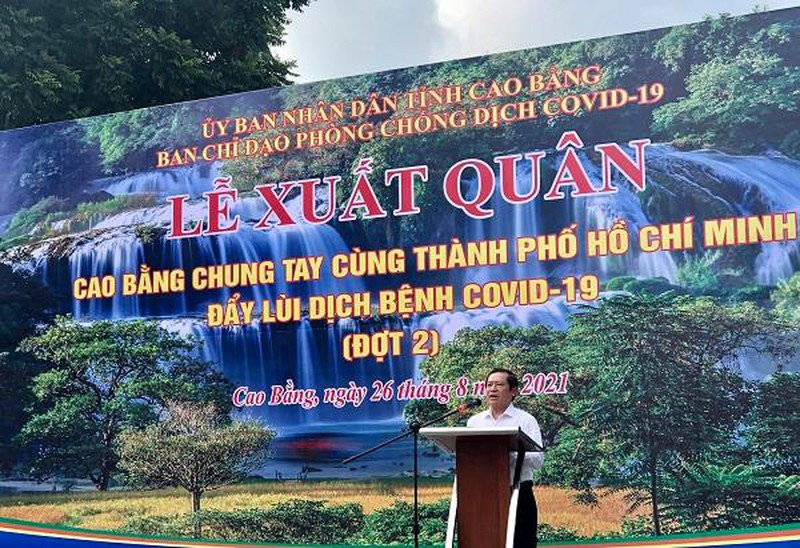 ỦY BAN NHÂN DÂN TỈNH CAO BẰNG
BAN CHỈ ĐẠO PHÒNG CHỐNG DỊCH COVID-19
LỄ XUẤT QUÂN
CAO BẰNG CHUNG TAY CÙNG THÀNH PHỐ HỒ CHÍ MINH
ĐẨY LÙI DỊCH BỆNH COVID-19
(ĐỢT 2)
Cao Bằng, ngày 26 tháng 8 năm 2021